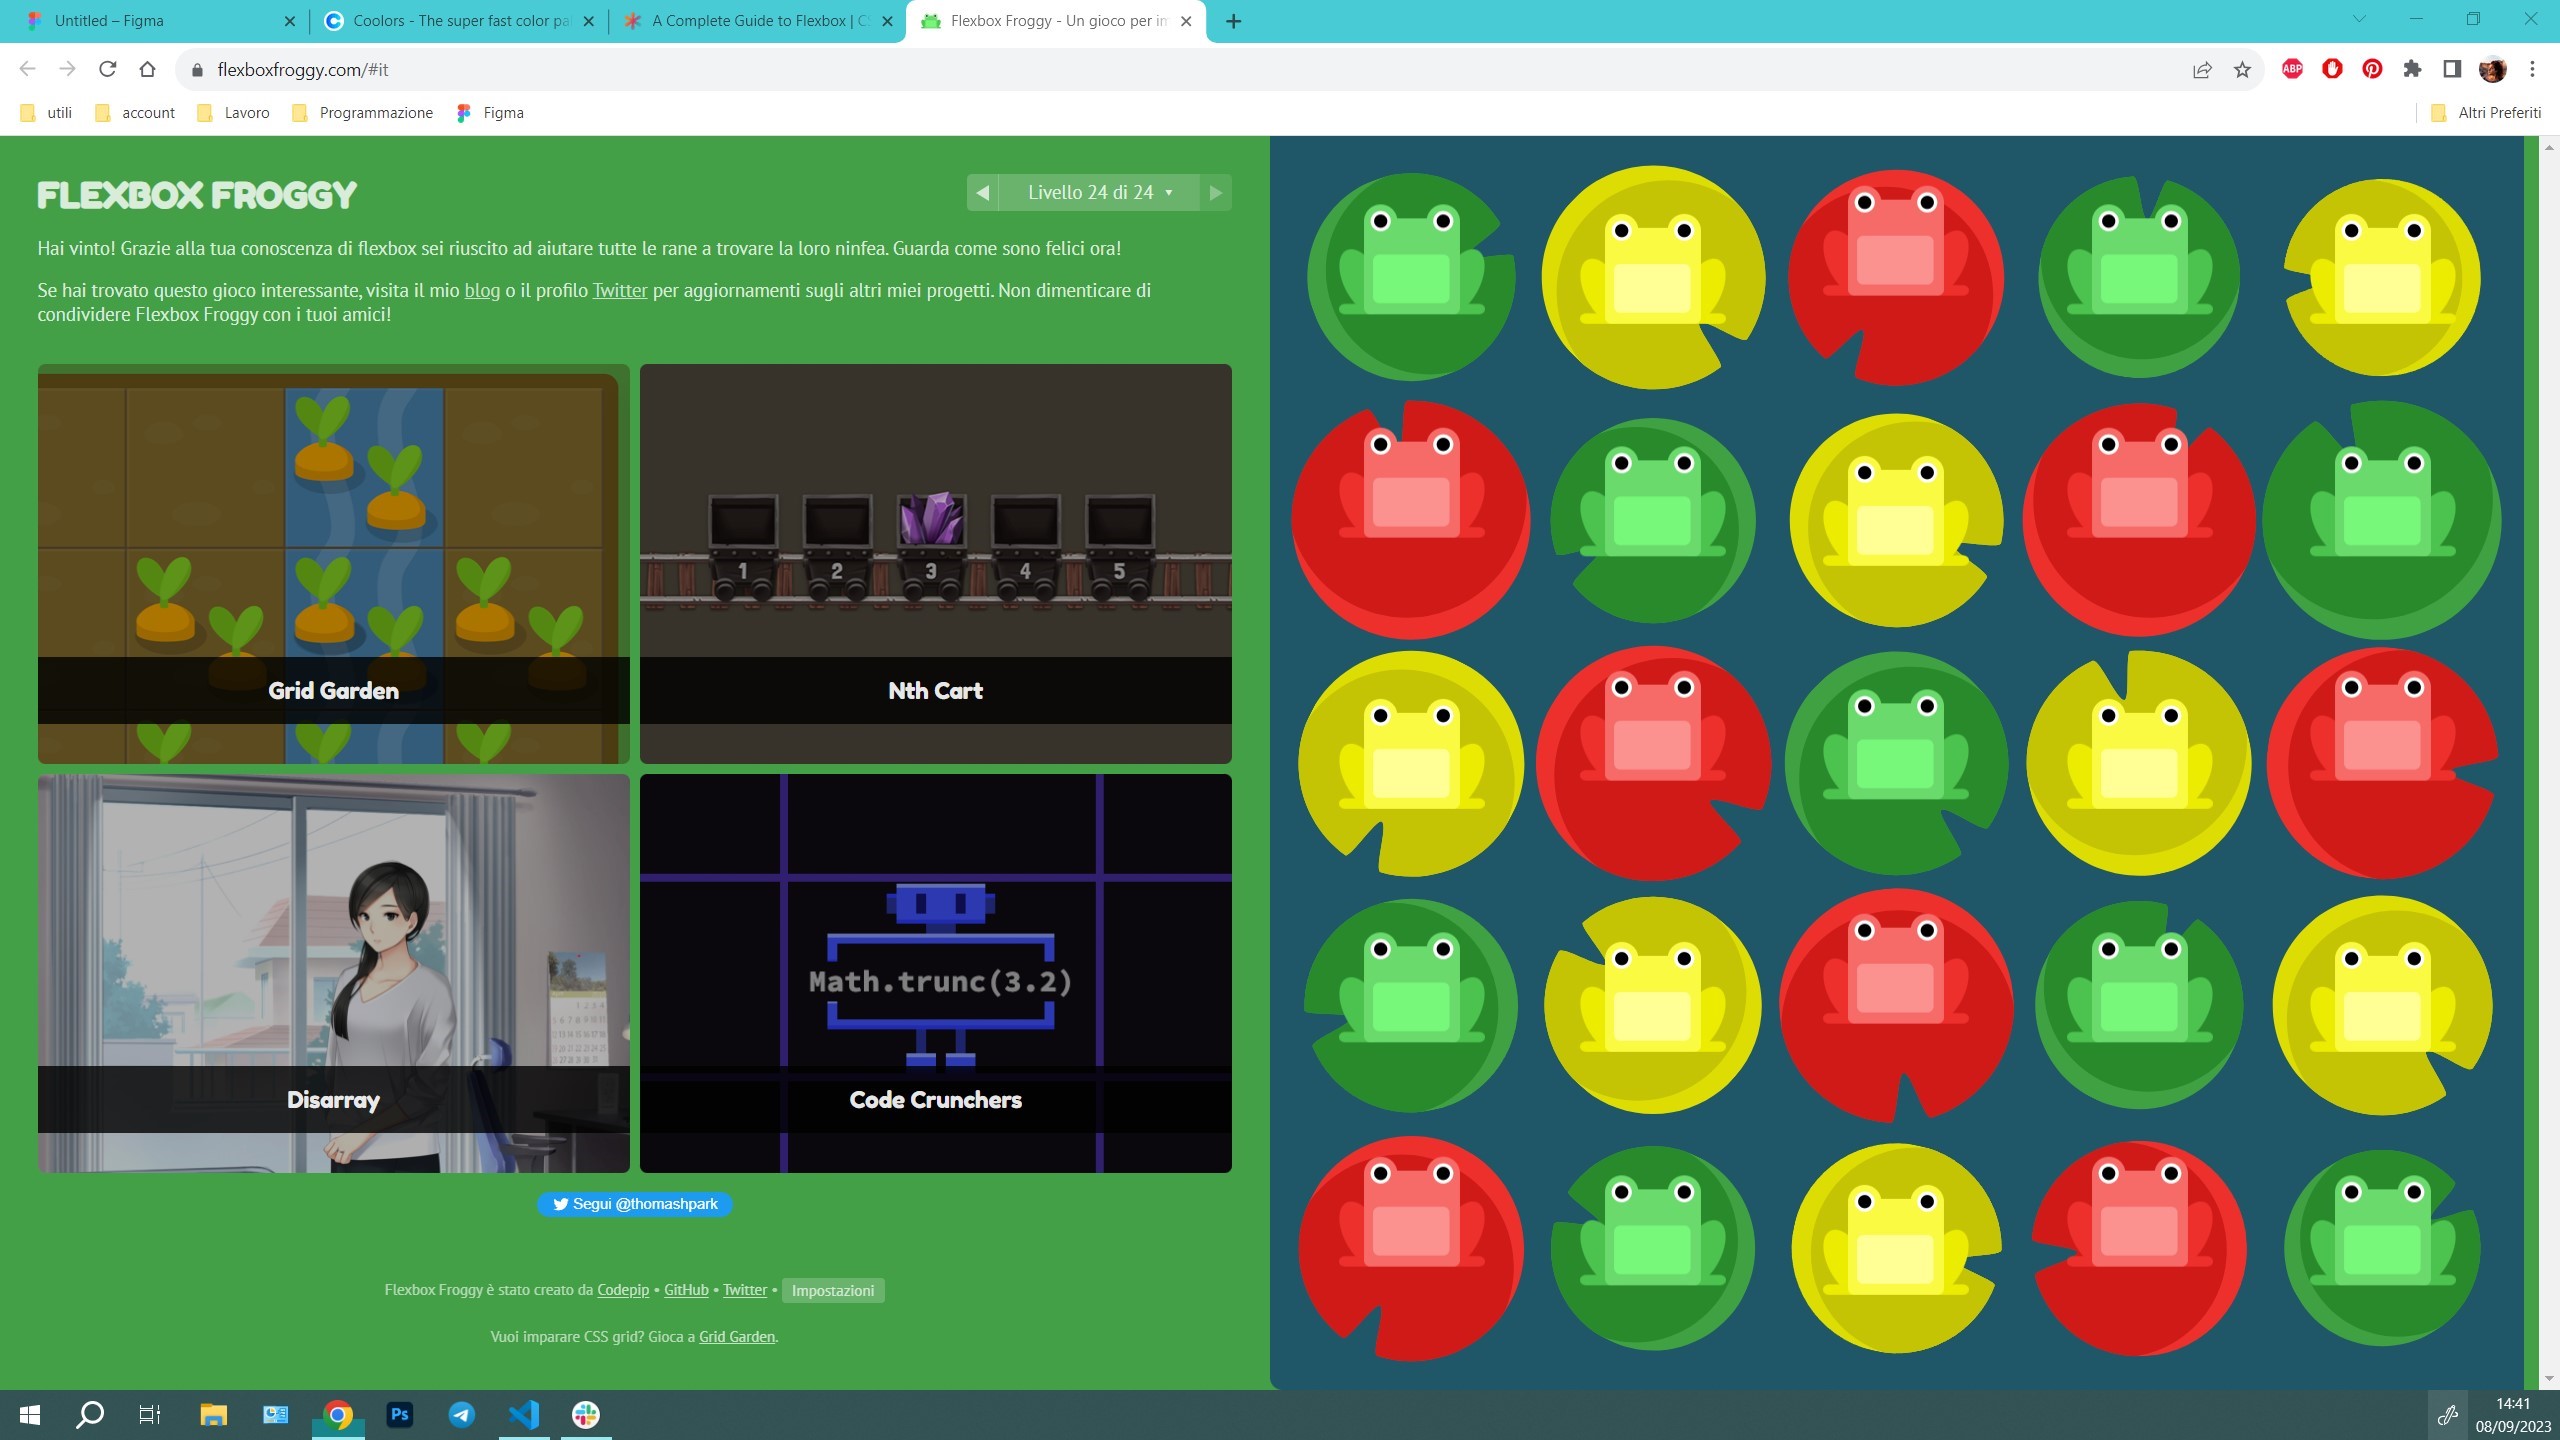 Untitled – Figma
Coolors - The super fast color pa
A Complete Guide to Flexbox | CS
Flexbox Froggy - Un gioco per im
flexboxfroggy.com/#it
ABP
utili
account
Lavoro
Programmazione
Figma
Altri Preferiti
FLEXBOX FROGGY
Livello 24 di 24
Hai vinto! Grazie alla tua conoscenza di flexbox sei riuscito ad aiutare tutte le rane a trovare la loro ninfea. Guarda come sono felici ora!
Se hai trovato questo gioco interessante, visita il mio blog o il profilo Twitter per aggiornamenti sugli altri miei progetti. Non dimenticare di
condividere Flexbox Froggy con i tuoi amici!
1 2 3 4 5
Grid Garden
Nth Cart
Math.trunc(3.2)
Disarray
Code Crunchers
Segui @thomashpark
Flexbox Froggy è stato creato da Codepip • GitHub • Twitter • Impostazioni
Vuoi imparare CSS grid? Gioca a Grid Garden.
Ps
14:41
08/09/2023